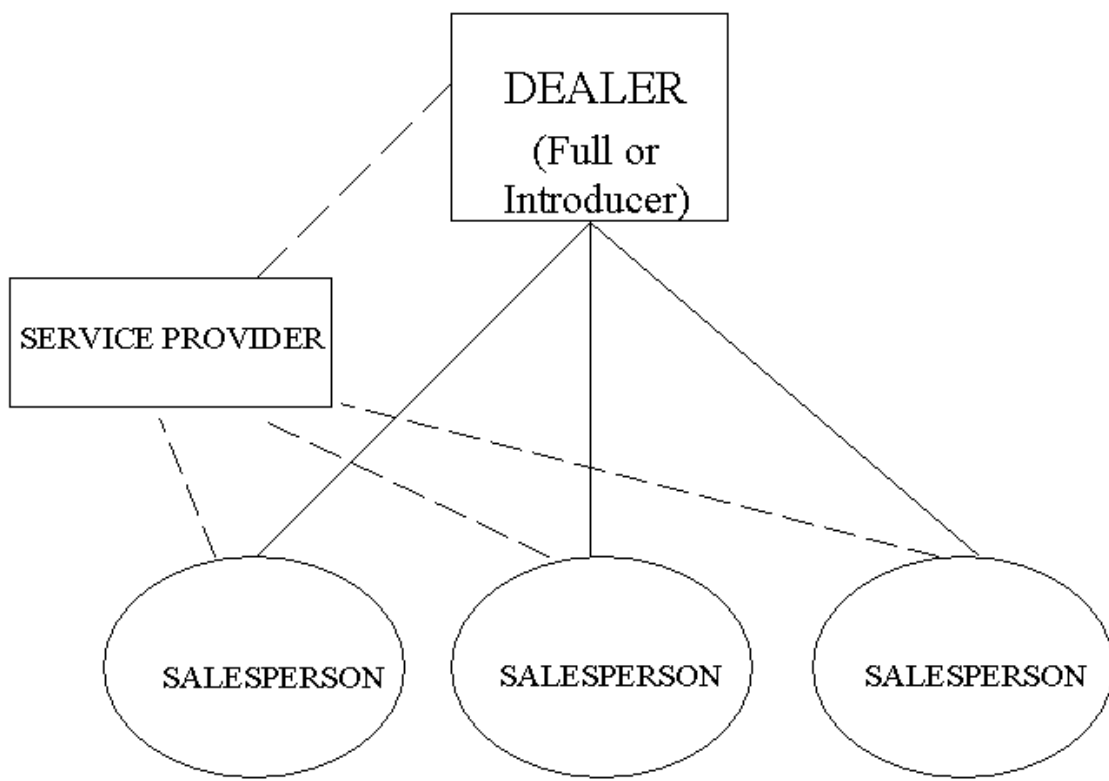 DEALER
(Full or
Introducer)
SERVICE PROVIDER
SALESPERSON
SALESPERSON
SALESPERSON